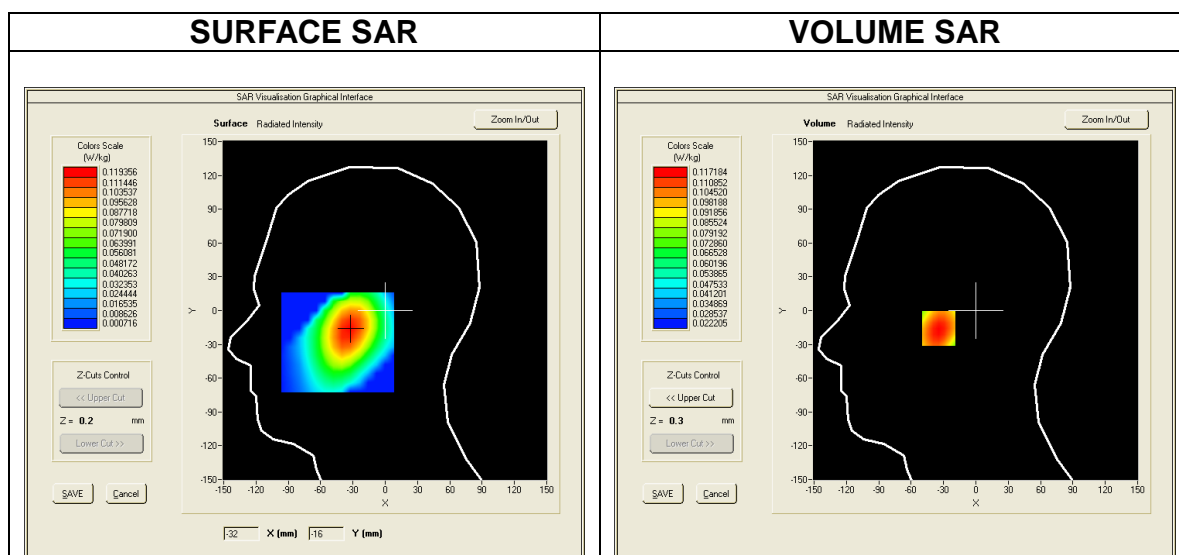 SURFACE SAR
VOLUME SAR
SAR Visualisation Graphical Interface
Surface Radiated Intensity
Zoom In/Out
Colors Scale
(W/kg)
0.119356
0.111446
0.103537
0.095628
0.087718
0.079809
0.071900
0.063991
0.056081
0.048172
0.040263
0.032353
0.024444
0.016535
0.008626
0.000716
150
120
90
60
30
0
-30
-60
-90
-120
-150
Y
-150 -120 -90 -60 -30 0 30 60 90 120 150
X
Z-Cuts Control
<< Upper Cut
Z = 0.2 mm
Lower Cut >>
SAVE Cancel
-32 X (mm) -16 Y (mm)
SAR Visualisation Graphical Interface
Volume Radiated Intensity
Zoom In/Out
Colors Scale
(W/kg)
0.117184
0.110852
0.104520
0.098188
0.091856
0.085524
0.079192
0.072860
0.066528
0.060196
0.053865
0.047533
0.041201
0.034869
0.028537
0.022205
150
120
90
60
30
0
-30
-60
-90
-120
-150
Y
-150 -120 -90 -60 -30 0 30 60 90 120 150
X
Z-Cuts Control
<< Upper Cut
Z = 0.3 mm
Lower Cut >>
SAVE Cancel